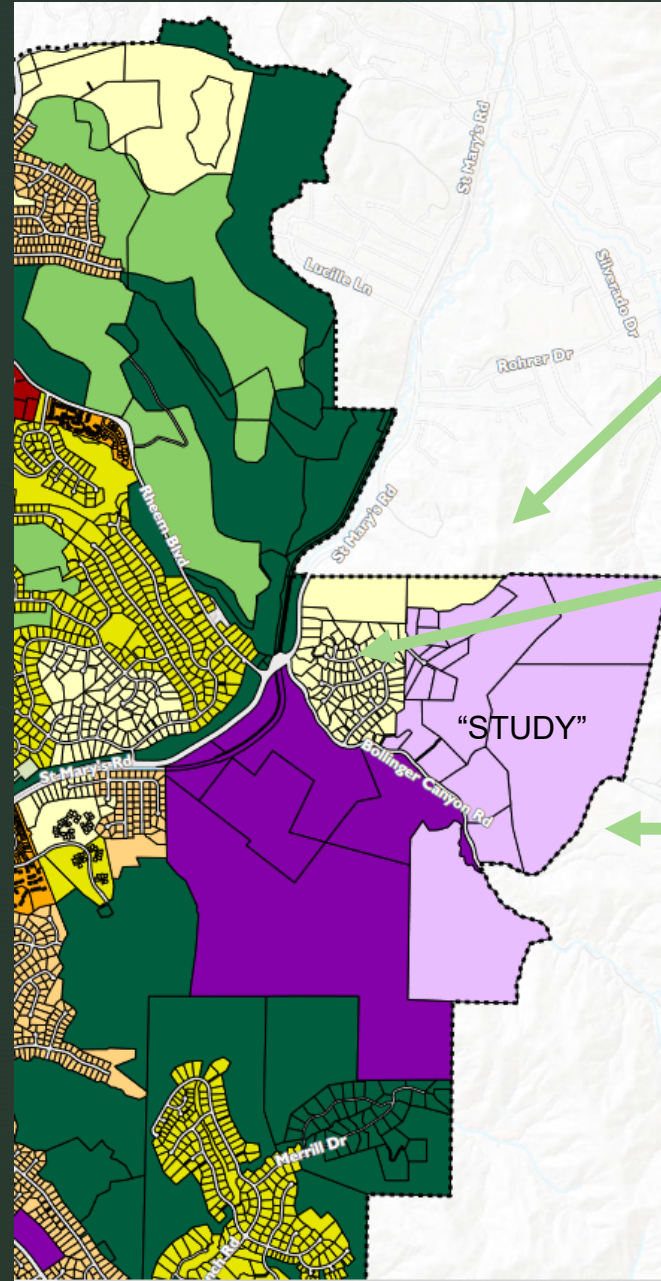 St Mary's Rd
Lucille Ln
Silverado Dr
Rohrer Dr
Rheem Blvd
St Mary's Rd
"STUDY"
Bollinger Canyon Rd
St Mary's Rd
Merrill Dr
Rd